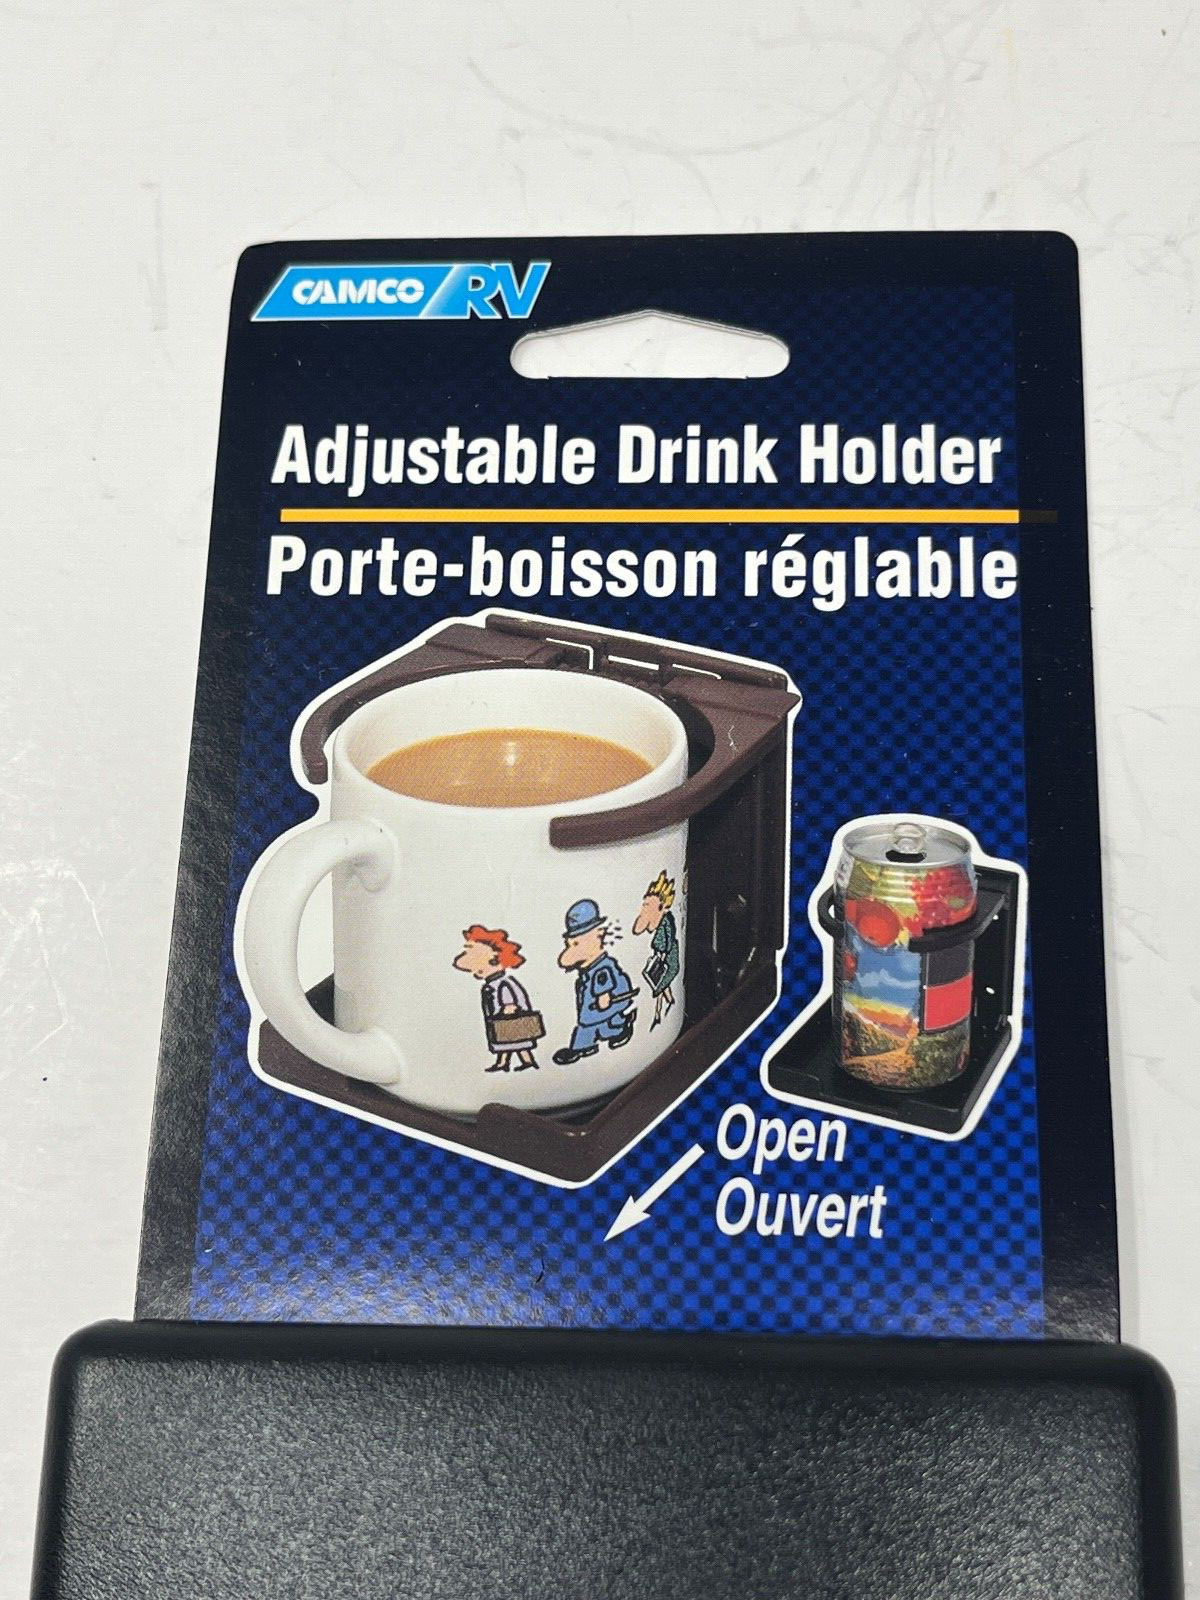 CAMCO RV
Adjustable Drink Holder
Porte-boisson réglable
Open
Ouvert